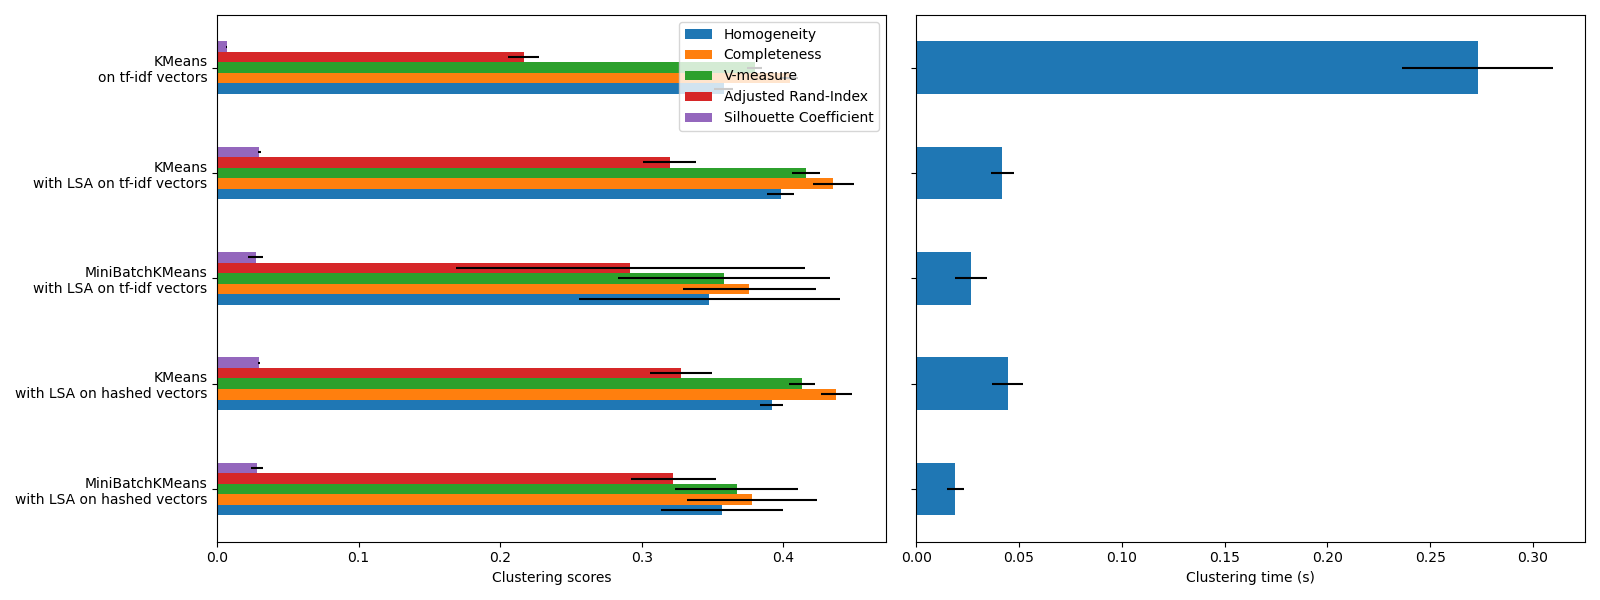 KMeans
on tf-idf vectors
KMeans
with LSA on tf-idf vectors
MiniBatchKMeans
with LSA on tf-idf vectors
KMeans
with LSA on hashed vectors
MiniBatchKMeans
with LSA on hashed vectors
Homogeneity
Completeness
V-measure
Adjusted Rand-Index
Silhouette Coefficient
0.0 0.1 0.2 0.3 0.4
Clustering scores
0.00 0.05 0.10 0.15 0.20 0.25 0.30
Clustering time (s)